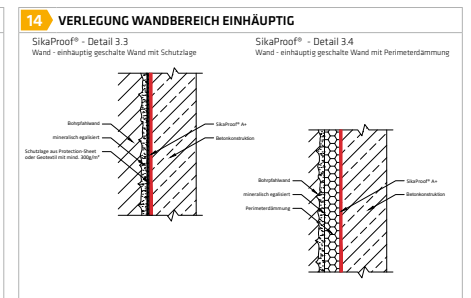 14 VERLEGUNG WANDBEREICH EINHÄUPTIG
SikaProof® - Detail 3.3
Wand - einhäuptig geschalte Wand mit Schutzlage
Bohrpfahlwand
mineralisch egalisiert
Schutzlage aus Protection-Sheet
oder Geotextil mit mind. 300g/m²
SikaProof® A+
Betonkonstruktion
SikaProof® - Detail 3.4
Wand - einhäuptig geschalte Wand mit Perimeterdämmung
Bohrpfahlwand
mineralisch egalisiert
Perimeterdämmung
SikaProof® A+
Betonkonstruktion